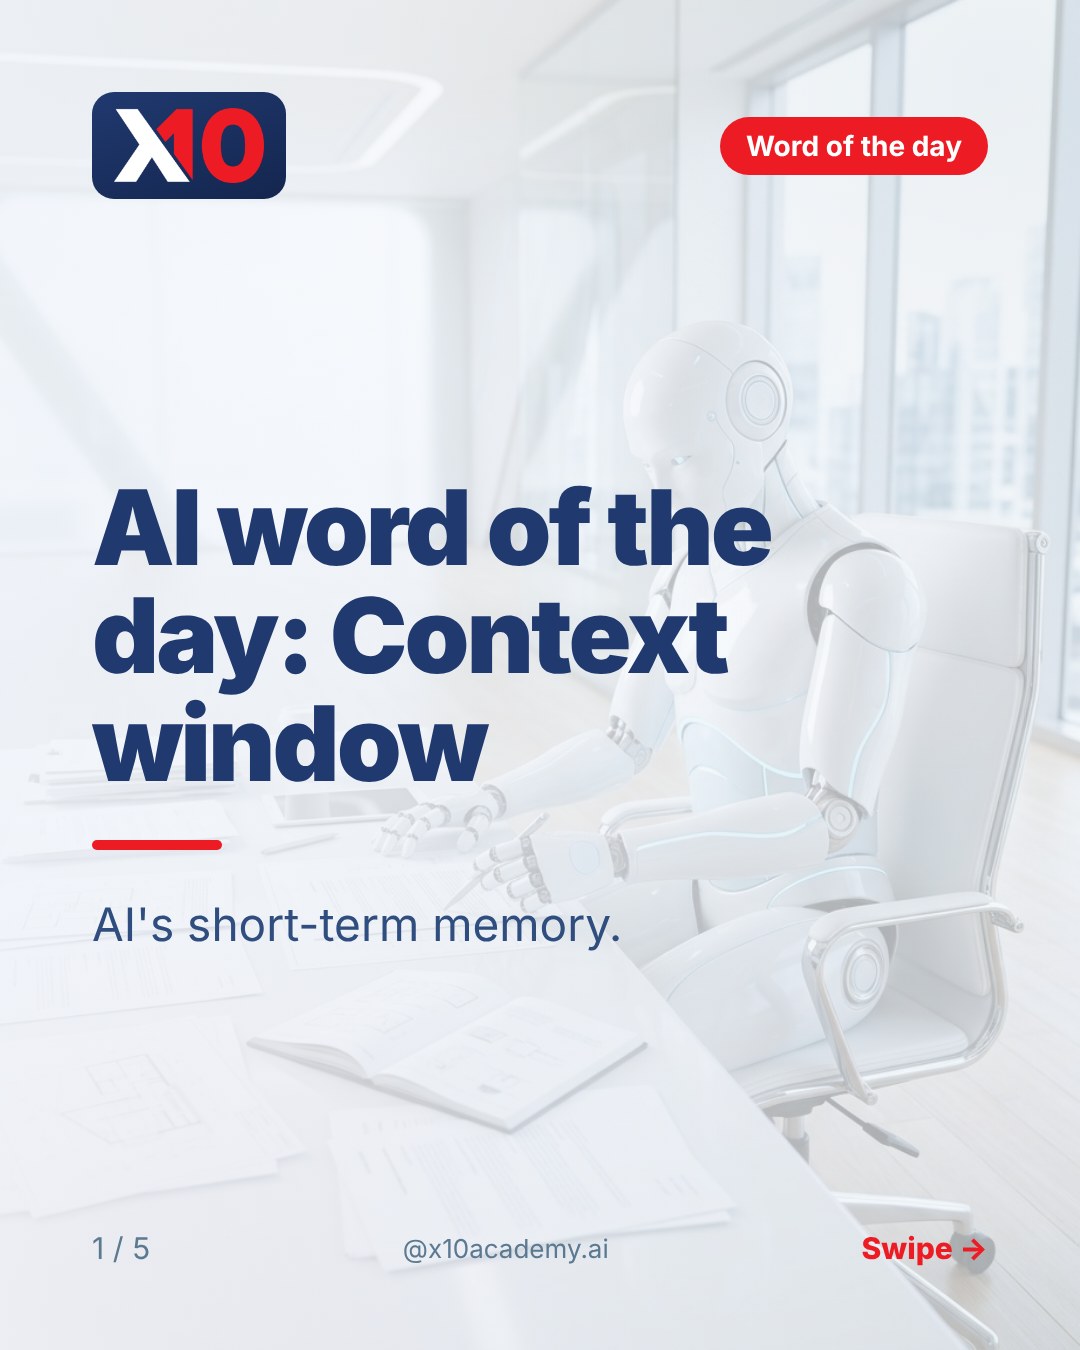 X10
Word of the day
AI word of the
day: Context
window
AI's short-term memory.
1 / 5
@x10academy.ai
Swipe →